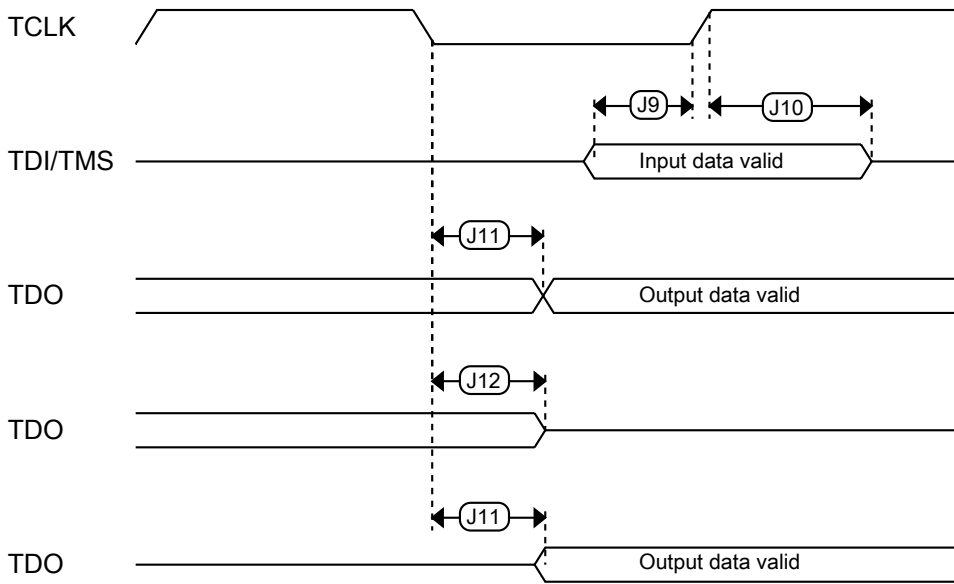 TCLK
J9
J10
TDI/TMS
Input data valid
J11
TDO
Output data valid
J12
TDO
J11
TDO
Output data valid